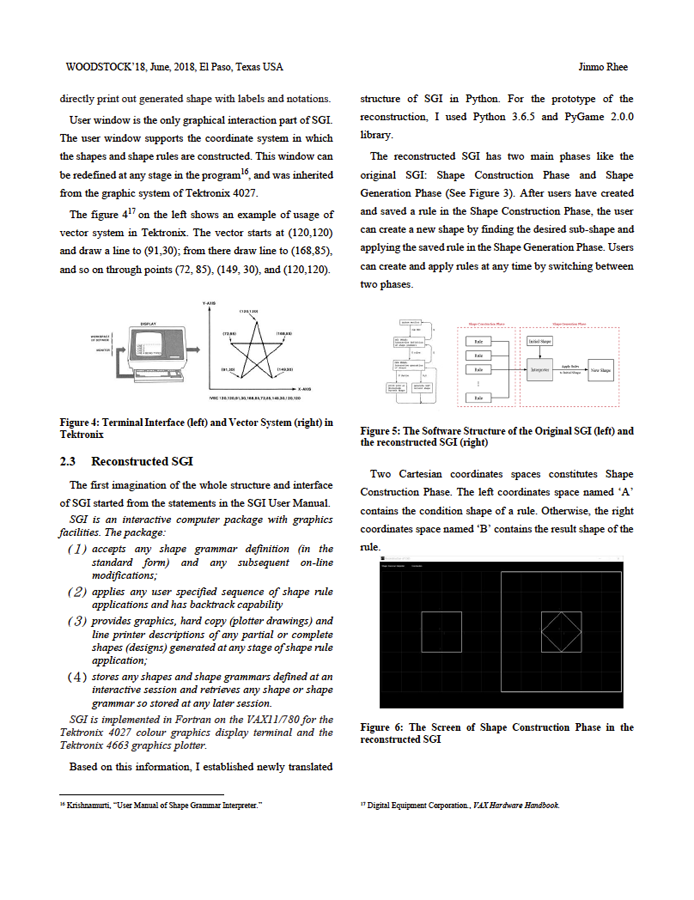 WOODSTOCK'18, June, 2018, El Paso, Texas USA
Jinmo Rhee
directly print out generated shape with labels and notations.
User window is the only graphical interaction part of SGI.
The user window supports the coordinate system in which
the shapes and shape rules are constructed. This window can
be redefined at any stage in the program16, and was inherited
from the graphic system of Tektronix 4027.
The figure 417 on the left shows an example of usage of
vector system in Tektronix. The vector starts at (120,120)
and draw a line to (91,30); from there draw line to (168,85),
and so on through points (72, 85), (149, 30), and (120,120).
DISPLAY
Y-AXIS
(120,120)
(72,85)
(168,85)
(91,30)
(149,30)
X-AXIS
Figure 4: Terminal Interface (left) and Vector System (right) in
Tektronix
2.3 Reconstructed SGI
The first imagination of the whole structure and interface
of SGI started from the statements in the SGI User Manual.
SGI is an interactive computer package with graphics
facilities. The package:
(1) accepts any shape grammar definition (in the
standard form) and any subsequent on-line
modifications;
(2) applies any user specified sequence of shape rule
applications and has backtrack capability
(3) provides graphics, hard copy (plotter drawings) and
line printer descriptions of any partial or complete
shapes (designs) generated at any stage of shape rule
application;
(4) stores any shapes and shape grammars defined at an
interactive session and retrieves any shape or shape
grammar so stored at any later session.
SGI is implemented in Fortran on the VAX11/780 for the
Tektronix 4027 colour graphics display terminal and the
Tektronix 4663 graphics plotter.
Based on this information, I established newly translated
16 Krishnamurti, "User Manual of Shape Grammar Interpreter."
structure of SGI in Python. For the prototype of the
reconstruction, I used Python 3.6.5 and PyGame 2.0.0
library.
The reconstructed SGI has two main phases like the
original SGI: Shape Construction Phase and Shape
Generation Phase (See Figure 3). After users have created
and saved a rule in the Shape Construction Phase, the user
can create a new shape by finding the desired sub-shape and
applying the saved rule in the Shape Generation Phase. Users
can create and apply rules at any time by switching between
two phases.
Shape Construction Phase
Shape Generation Phase
Rule
Rule
Rule
Rule
Initial Shape
Interpreter
Apply Rules
to Initial Shape
New Shape
Figure 5: The Software Structure of the Original SGI (left) and
the reconstructed SGI (right)
Two Cartesian coordinates spaces constitutes Shape
Construction Phase. The left coordinates space named 'A'
contains the condition shape of a rule. Otherwise, the right
coordinates space named 'B' contains the result shape of the
rule.
Figure 6: The Screen of Shape Construction Phase in the
reconstructed SGI
17 Digital Equipment Corporation., VAX Hardware Handbook.